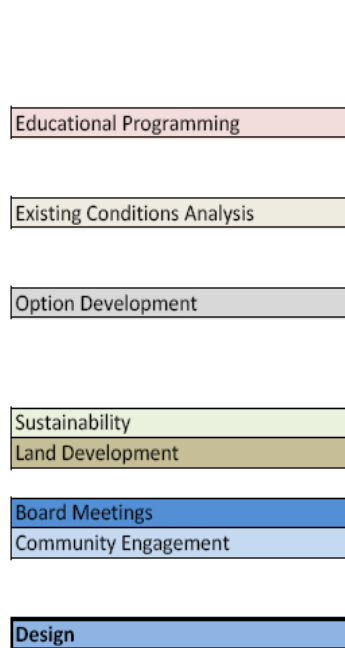 Educational Programming
Existing Conditions Analysis
Option Development
Sustainability
Land Development
Board Meetings
Community Engagement
Design